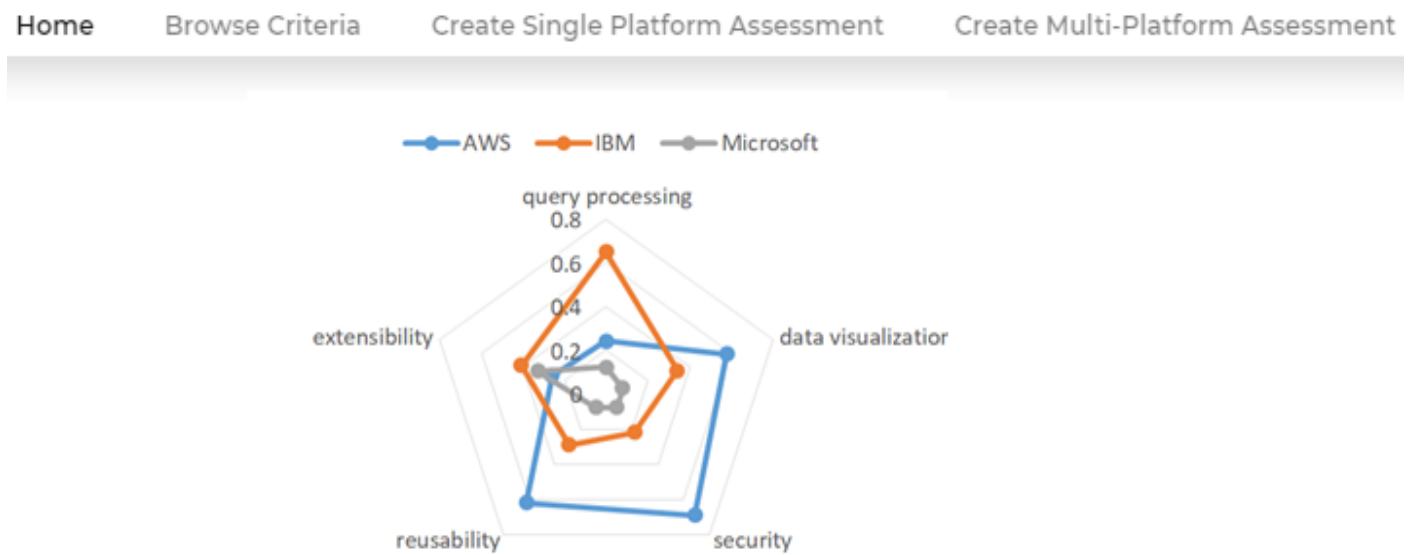 Home Browse Criteria Create Single Platform Assessment Create Multi-Platform Assessment
AWS IBM Microsoft
query processing
0.8
0.6
0.4
extensibility
data visualization
0.2
0
reusability
security